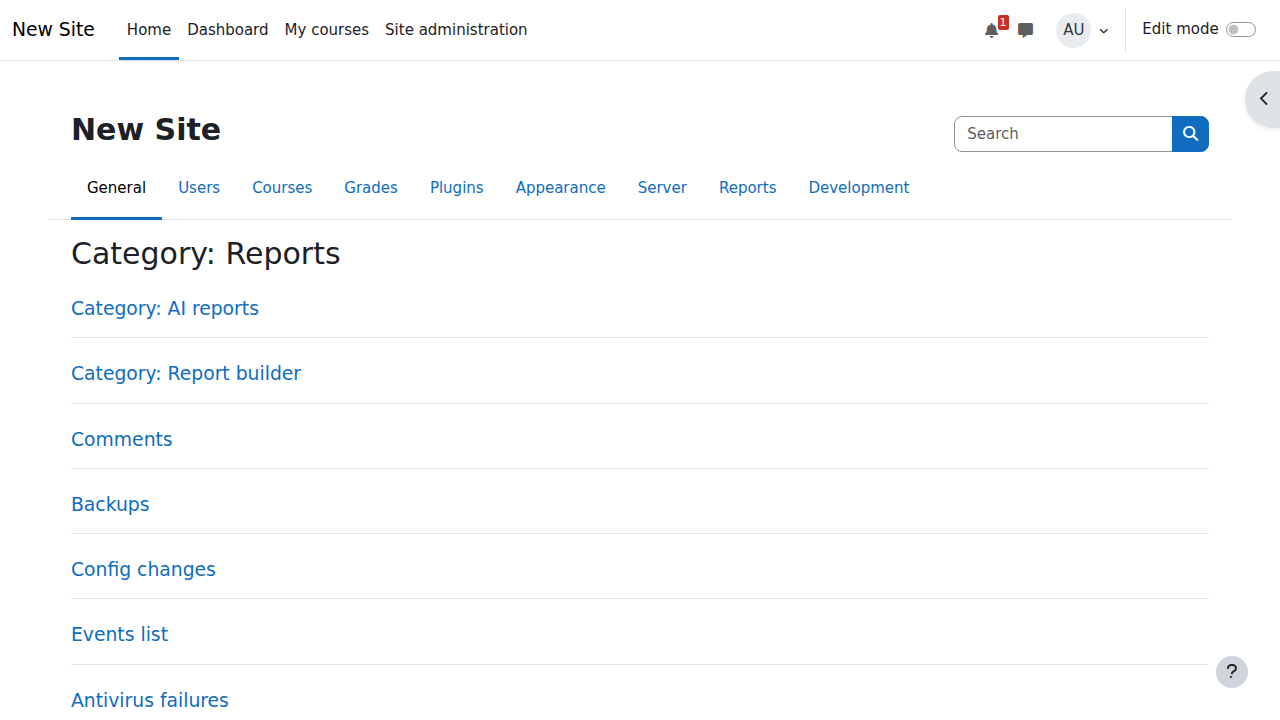 New Site Home Dashboard My courses Site administration 1 AU Edit mode
New Site
Search
General Users Courses Grades Plugins Appearance Server Reports Development
Category: Reports
Category: AI reports
Category: Report builder
Comments
Backups
Config changes
Events list
?
Antivirus failures